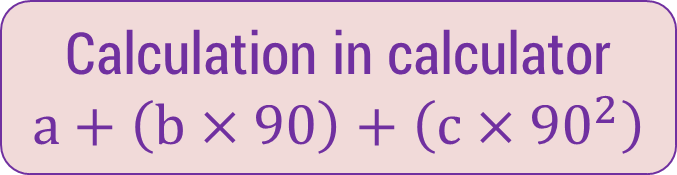 Calculation in calculator
a + (b × 90) + (c × 90²)